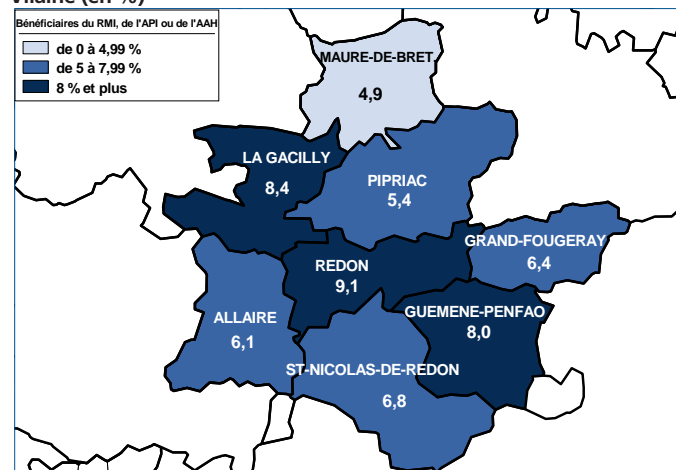 Vilaine (en %)
Bénéficiaires du RMI, de l'API ou de l'AAH
de 0 à 4,99 %
de 5 à 7,99 %
8 % et plus
MAURE-DE-BRET.
4,9
LA GACILLY
8,4
PIPRIAC
5,4
GRAND-FOUGERAY
6,4
REDON
9,1
GUEMENE-PENFAO
8,0
ALLAIRE
6,1
ST-NICOLAS-DE-REDON
6,8